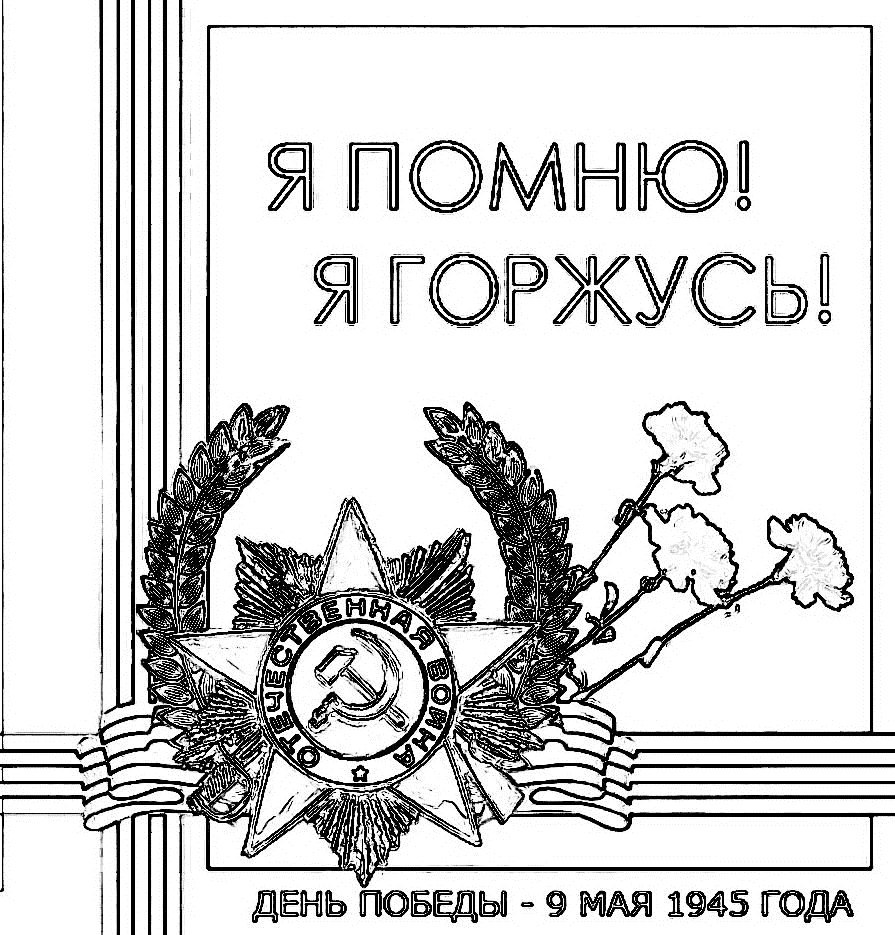 Я ПОМНЮ!
Я ГОРЖУСЬ!
ОТЕЧЕСТВЕННАЯ ВОЙНА
ДЕНЬ ПОБЕДЫ - 9 МАЯ 1945 ГОДА